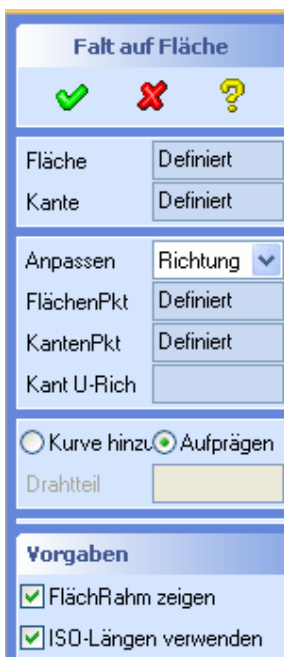 Falt auf Fläche
Fläche Definiert
Kante Definiert
Anpassen Richtung
FlächenPkt Definiert
KantenPkt Definiert
Kant U-Rich
Kurve hinzu Aufprägen
Drahtteil
Vorgaben
FlächRahm zeigen
ISO-Längen verwenden